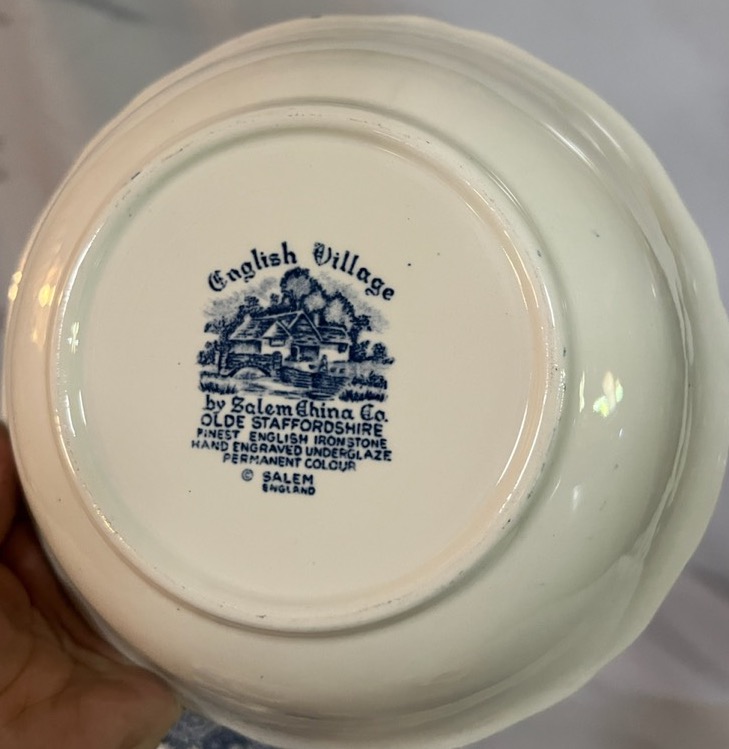 English Village
by Salem China Co.
OLDE STAFFORDSHIRE
FINEST ENGLISH IRONSTONE
HAND ENGRAVED UNDERGLAZE
PERMANENT COLOUR
© SALEM
ENGLAND